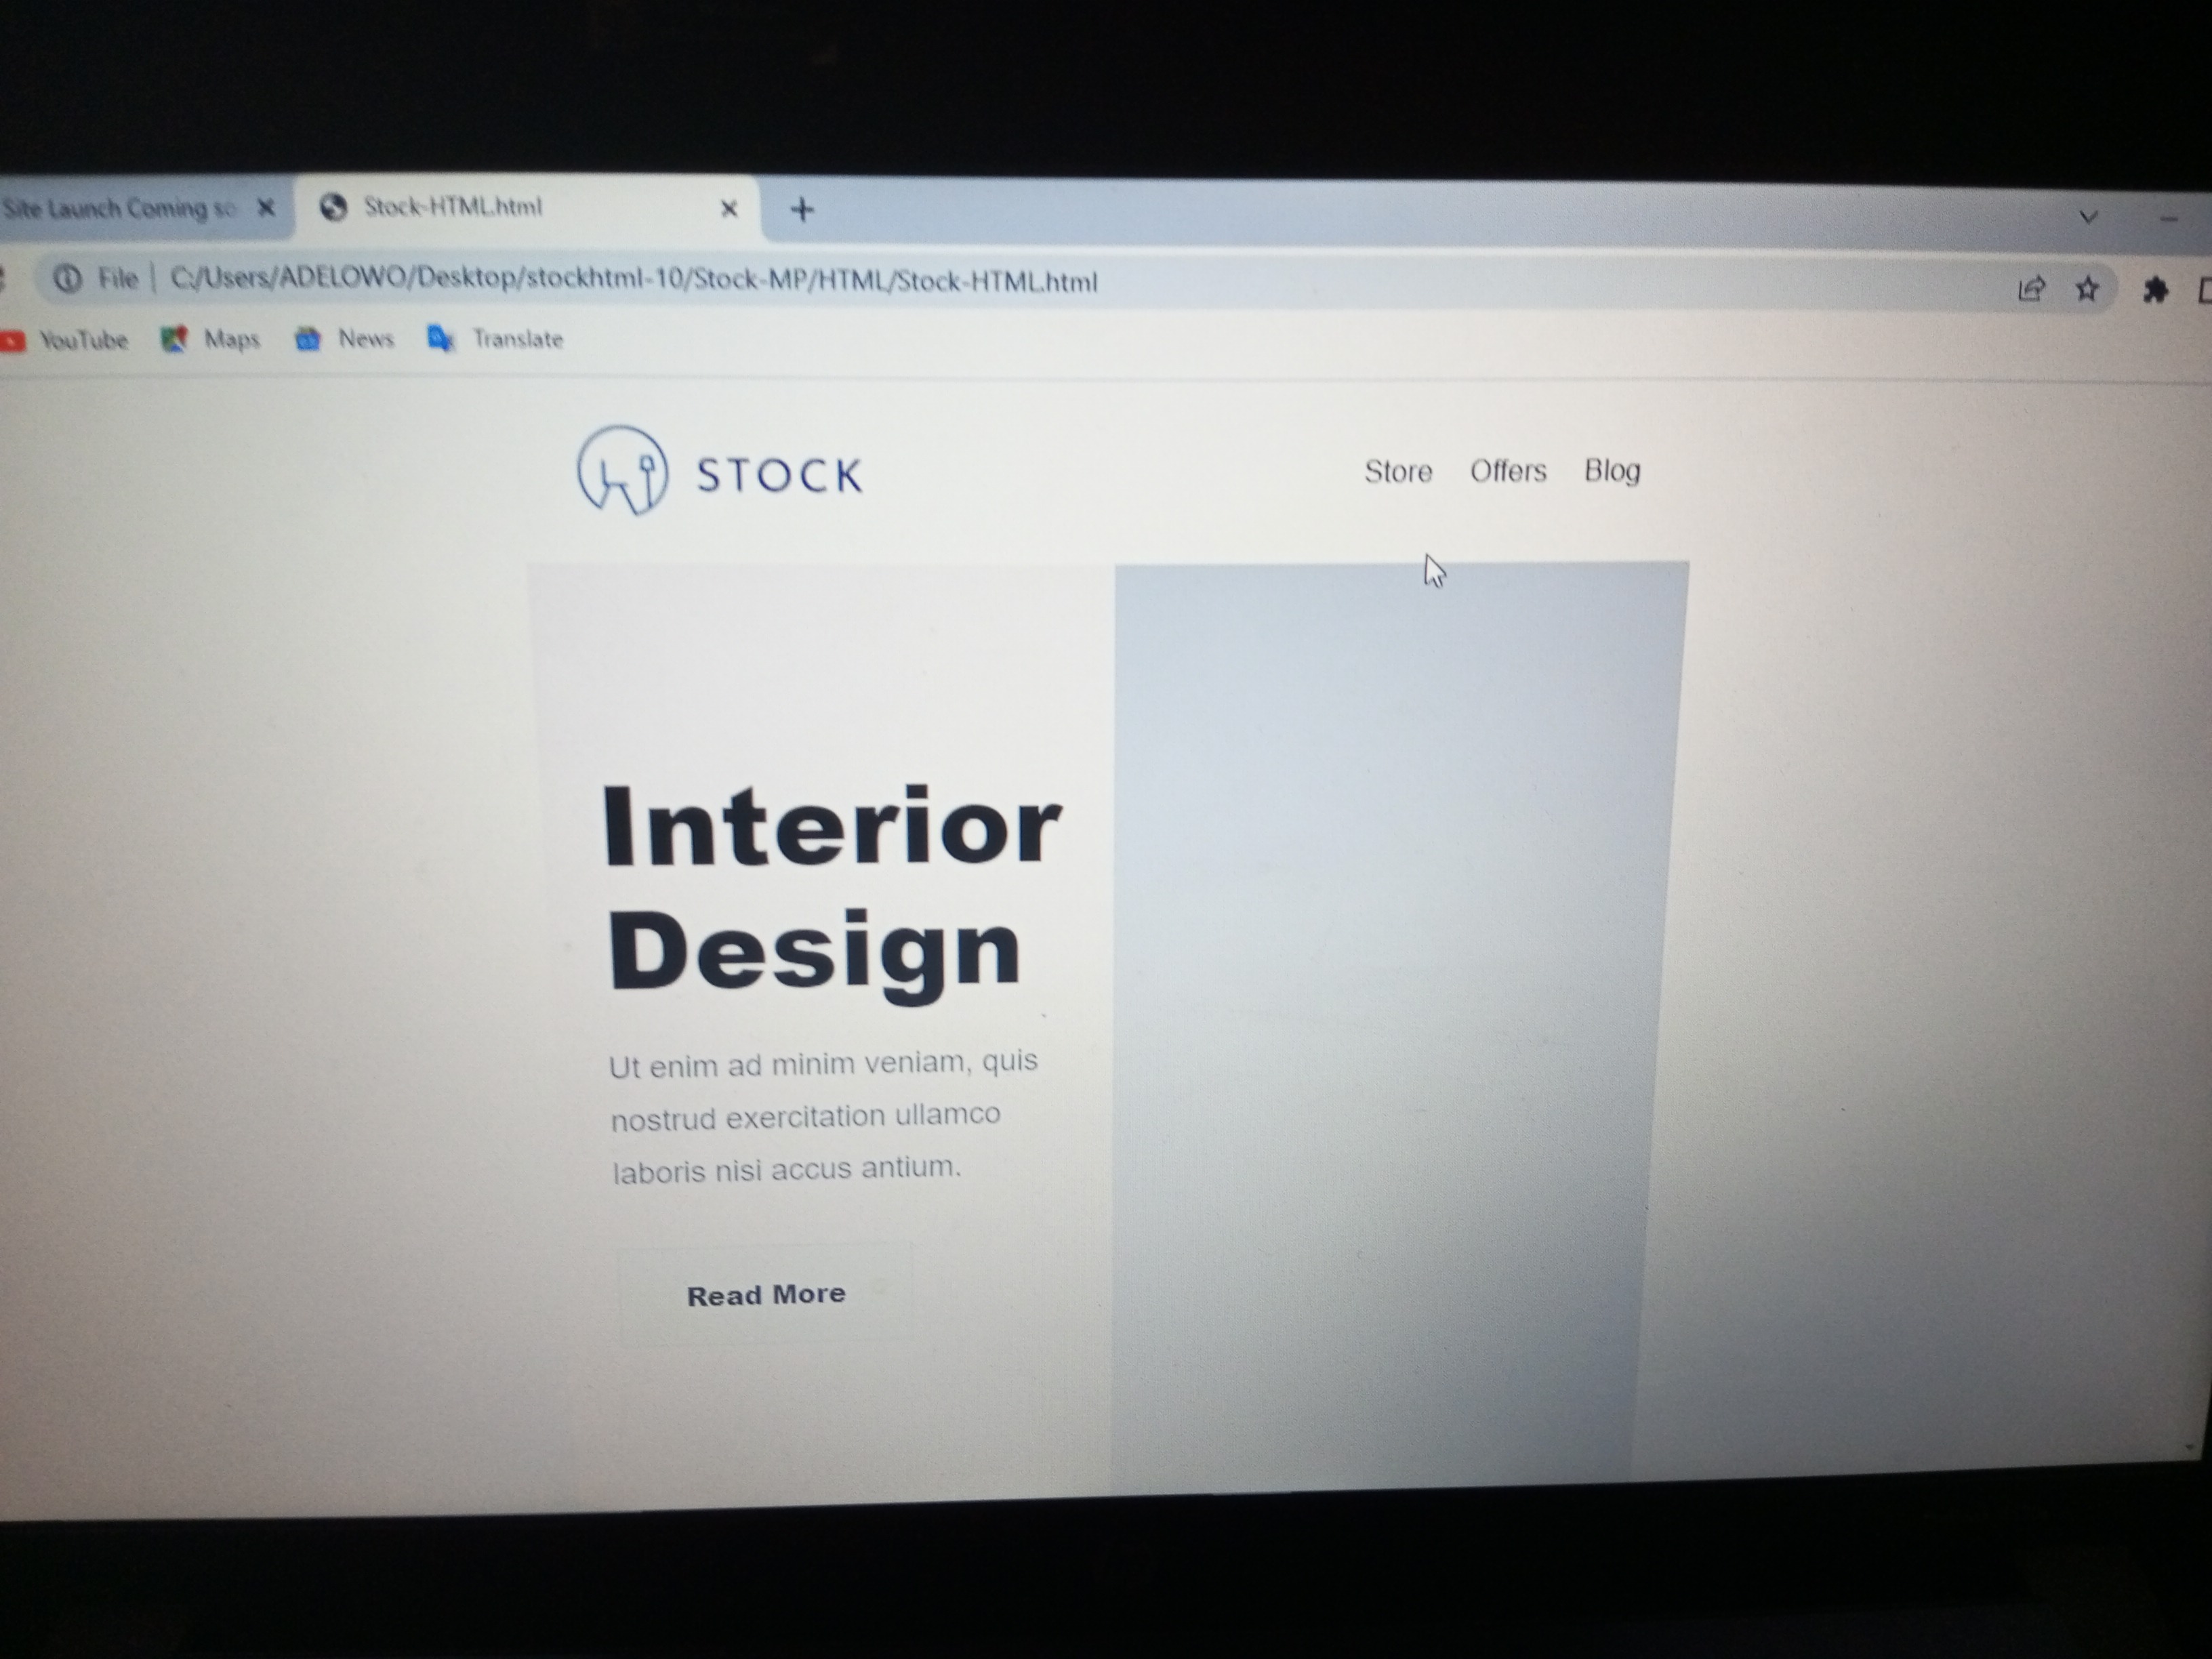 Site Launch Coming so
Stock-HTML.html
File
C:/Users/ADELOWO/Desktop/stockhtml-10/Stock-MP/HTML/Stock-HTML.html
YouTube
Maps
News
Translate
STOCK
Store
Offers
Blog
Interior
Design
Ut enim ad minim veniam, quis
nostrud exercitation ullamco
laboris nisi accus antium.
Read More